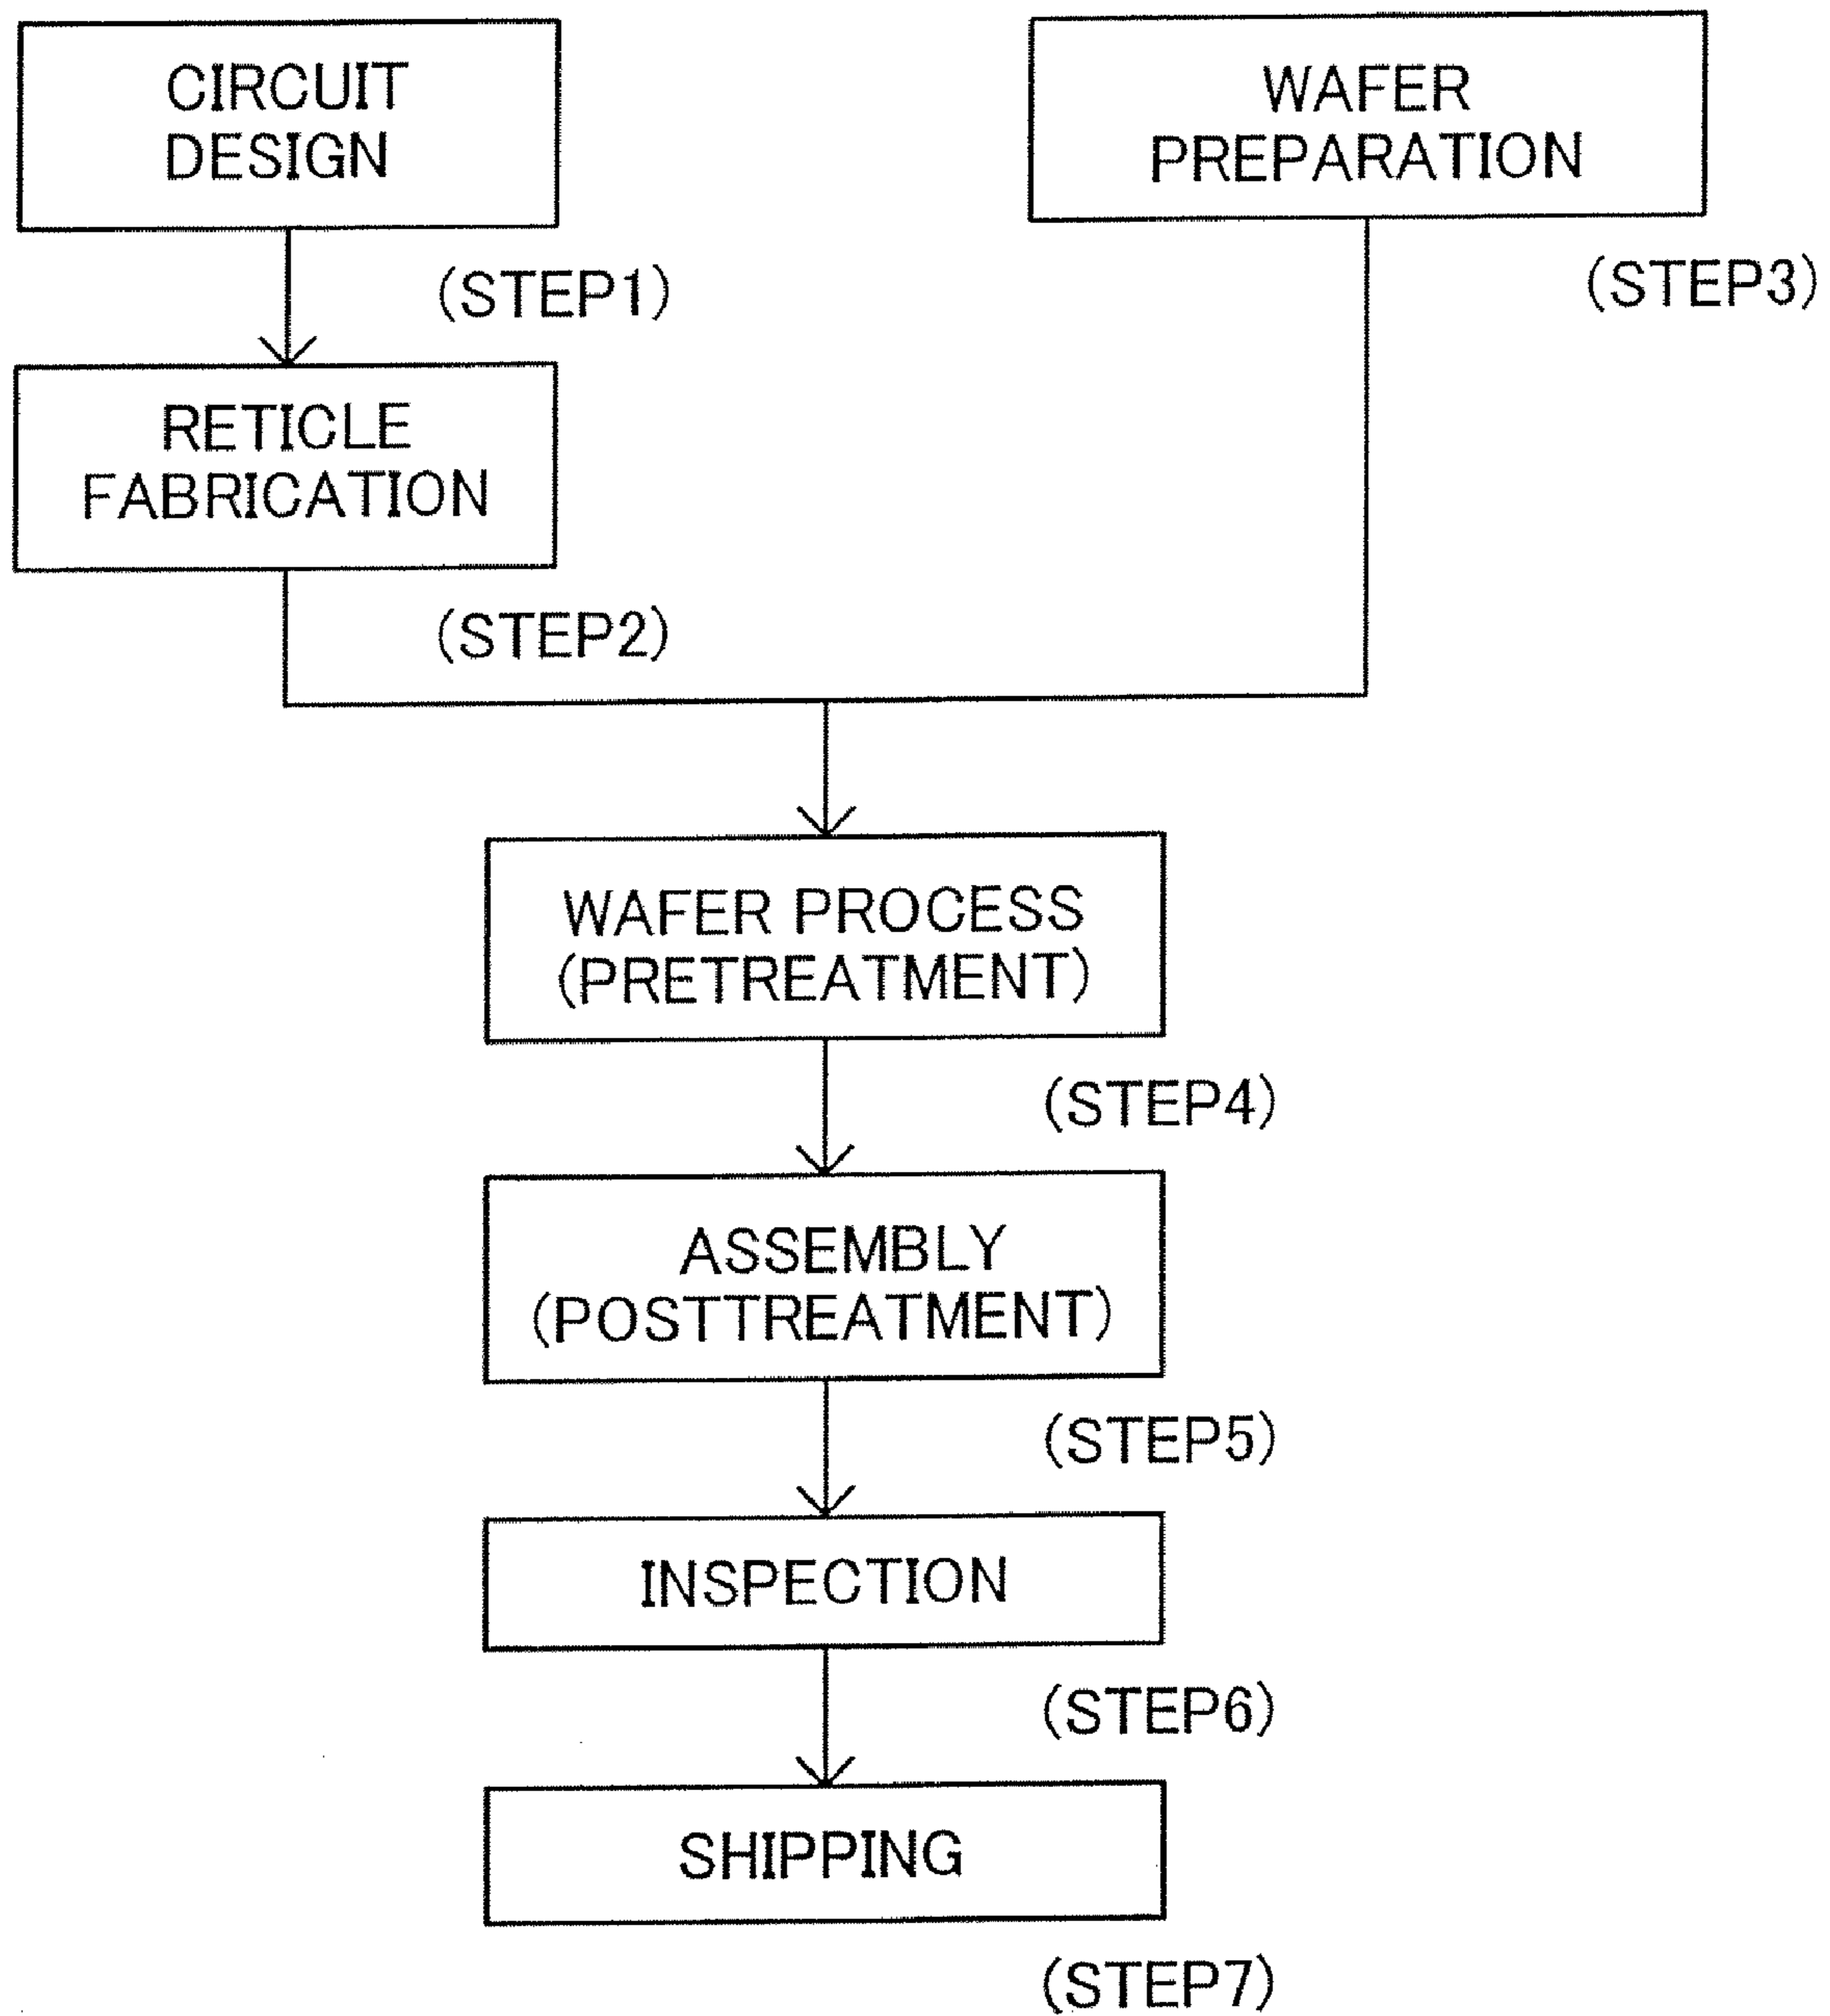 CIRCUIT
DESIGN
(STEP1)
RETICLE
FABRICATION
(STEP2)
WAFER
PREPARATION
(STEP3)
WAFER PROCESS
(PRETREATMENT)
(STEP4)
ASSEMBLY
(POSTTREATMENT)
(STEP5)
INSPECTION
(STEP6)
SHIPPING
(STEP7)